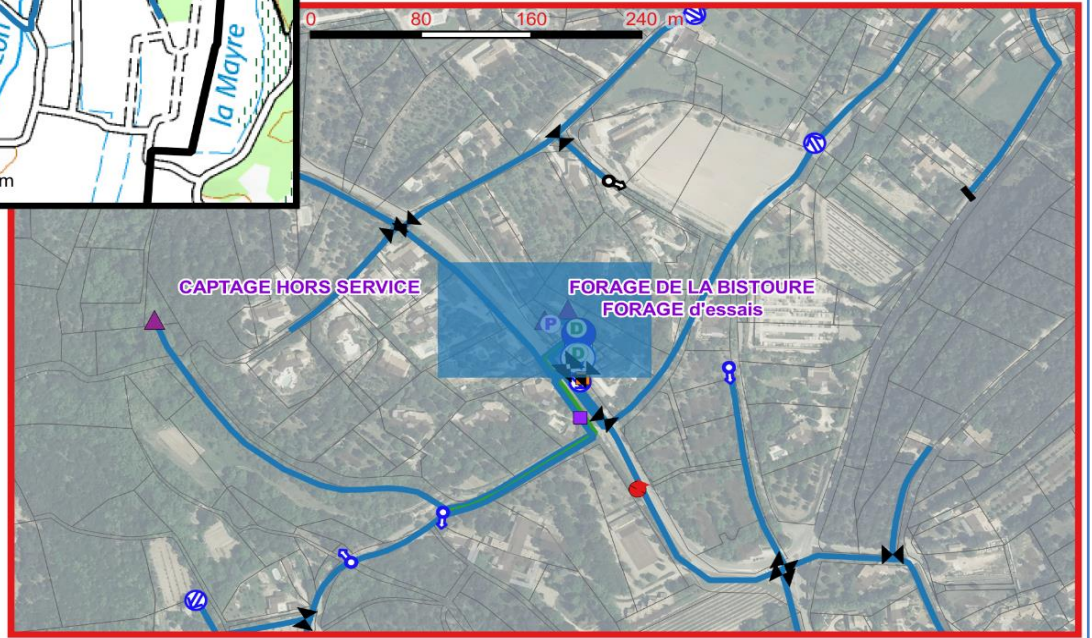 0 80 160 240 m
la Mayre
m
CAPTAGE HORS SERVICE
FORAGE DE LA BISTOURE
FORAGE d'essais
P
D
D